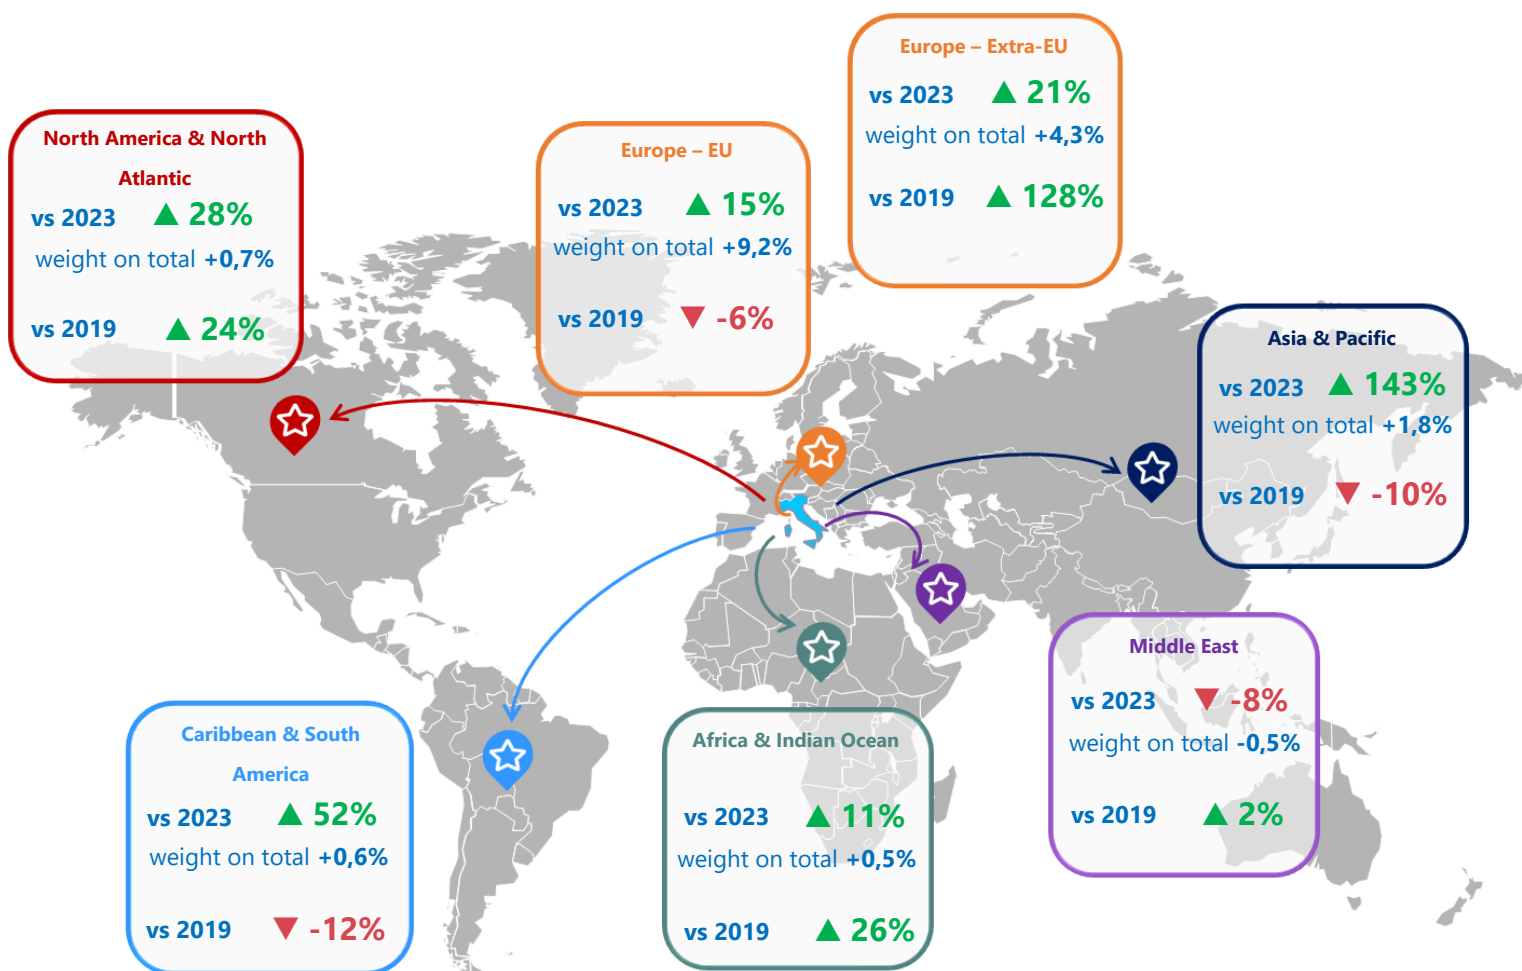 Europe – Extra-EU
vs 2023 ▲ 21%
weight on total +4,3%
vs 2019 ▲ 128%
North America & North
Atlantic
vs 2023 ▲ 28%
weight on total +0,7%
vs 2019 ▲ 24%
Europe – EU
vs 2023 ▲ 15%
weight on total +9,2%
vs 2019 ▼ -6%
Asia & Pacific
vs 2023 ▲ 143%
weight on total +1,8%
vs 2019 ▼ -10%
Middle East
vs 2023 ▼ -8%
weight on total -0,5%
vs 2019 ▲ 2%
Caribbean & South
America
vs 2023 ▲ 52%
weight on total +0,6%
vs 2019 ▼ -12%
Africa & Indian Ocean
vs 2023 ▲ 11%
weight on total +0,5%
vs 2019 ▲ 26%